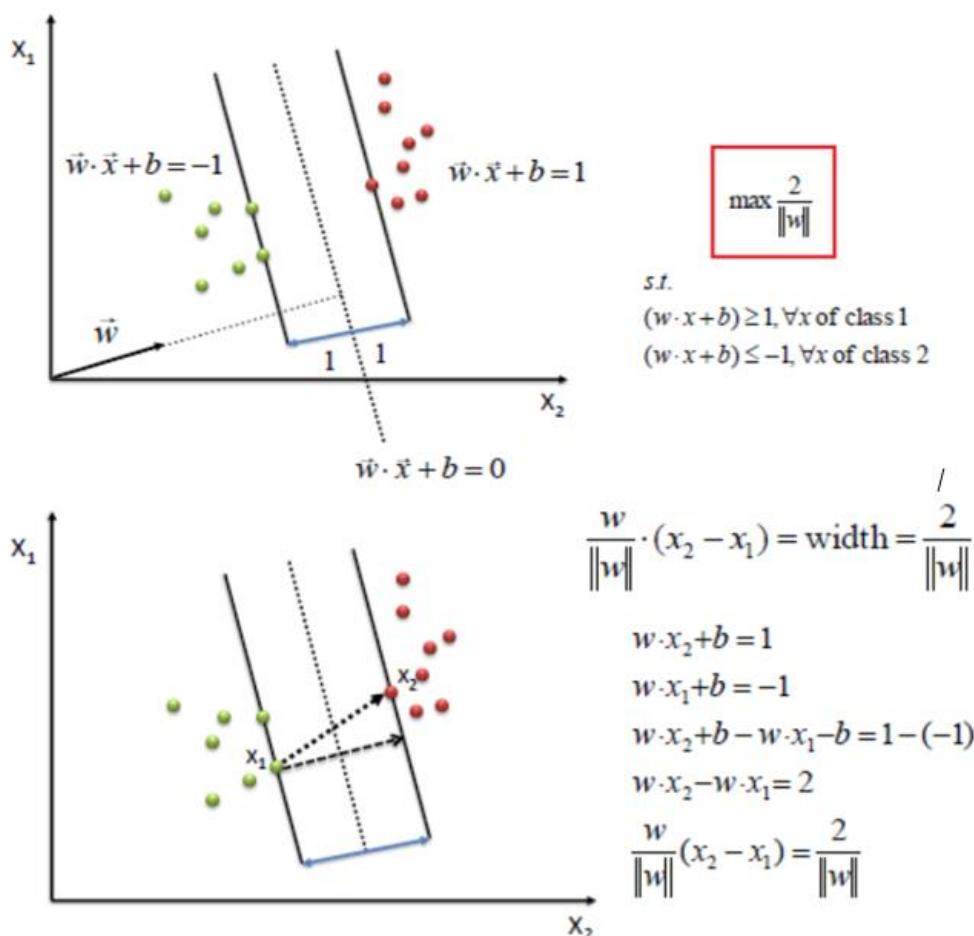 X₁
w⃗·x⃗+b=−1
w⃗·x⃗+b=1
max 2/‖w‖
s.t.
(w·x+b)≥1,∀x of class 1
(w·x+b)≤−1,∀x of class 2
w⃗
1 1
X₂
w⃗·x⃗+b=0
/
X₁
w/‖w‖·(x₂−x₁)=width=2/‖w‖
w·x₂+b=1
X₂
w·x₁+b=−1
X₁
w·x₂+b−w·x₁−b=1−(−1)
w·x₂−w·x₁=2
w/‖w‖(x₂−x₁)=2/‖w‖
X₂